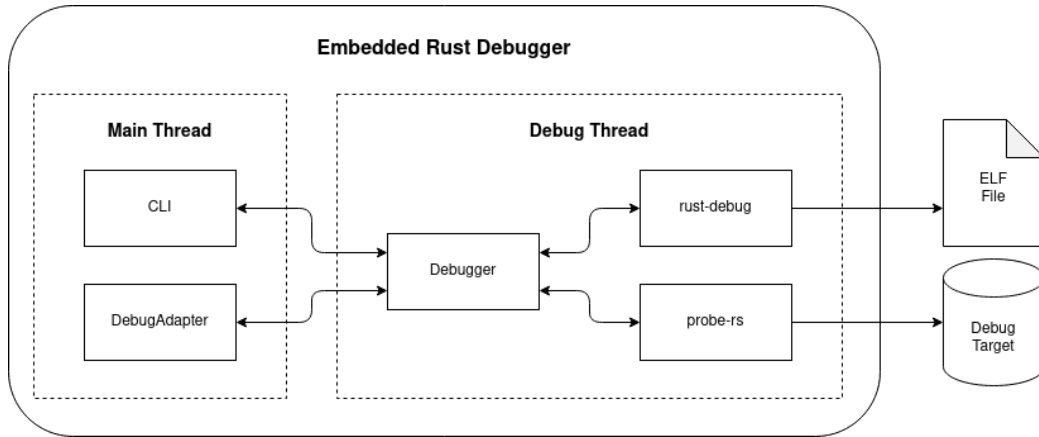 Embedded Rust Debugger
Main Thread
Debug Thread
CLI
rust-debug
ELF
File
Debugger
DebugAdapter
probe-rs
Debug
Target